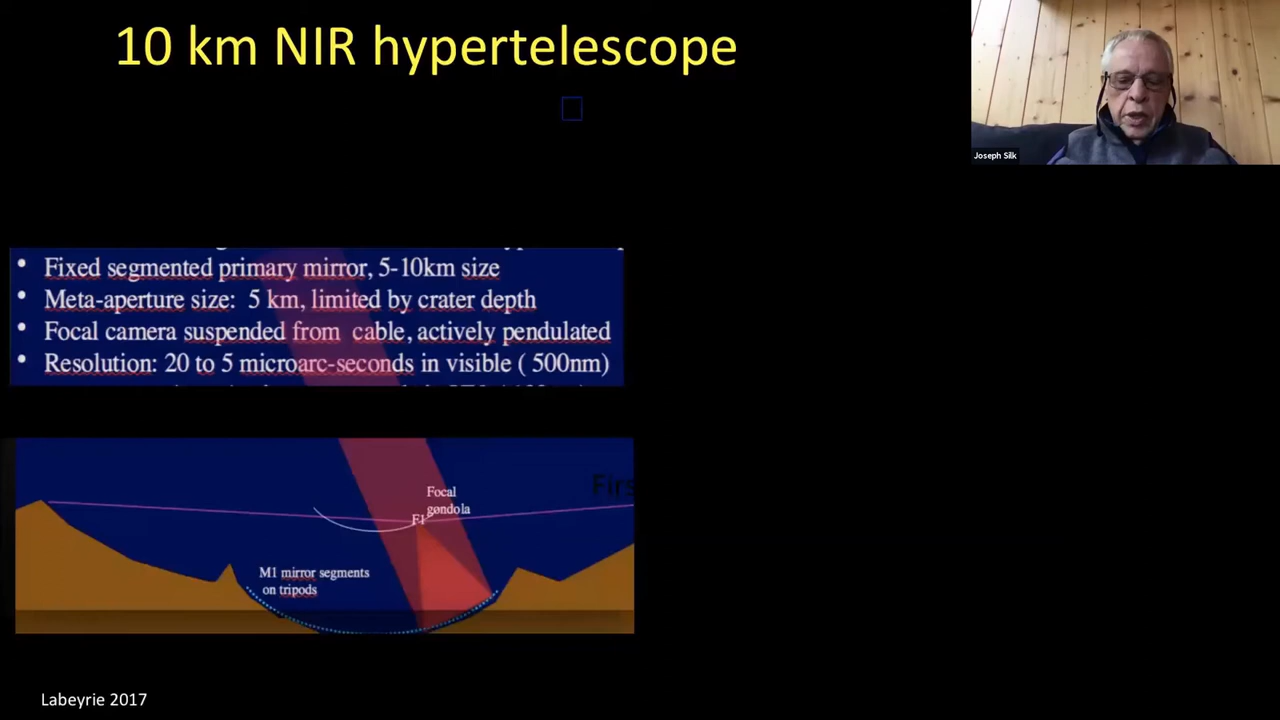 10 km NIR hypertelescope
Joseph Silk
• Fixed segmented primary mirror, 5-10km size
• Meta-aperture size: 5 km, limited by crater depth
• Focal camera suspended from cable, actively pendulated
• Resolution: 20 to 5 microarc-seconds in visible ( 500nm)
Firs
Focal
gondola
F1
M1 mirror segments
on tripods
Labeyrie 2017